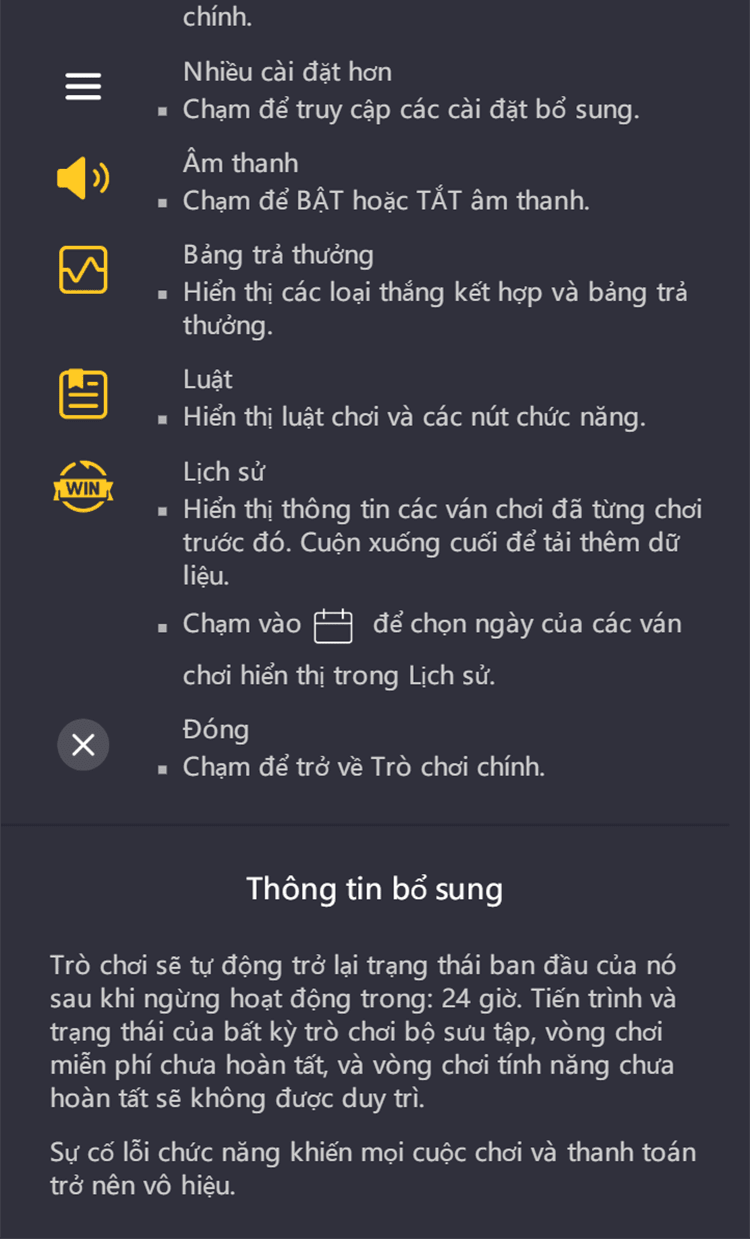 chính.
Nhiều cài đặt hơn
▪ Chạm để truy cập các cài đặt bổ sung.
Âm thanh
▪ Chạm để BẬT hoặc TẮT âm thanh.
Bảng trả thưởng
▪ Hiển thị các loại thắng kết hợp và bảng trả
thưởng.
Luật
▪ Hiển thị luật chơi và các nút chức năng.
WIN
Lịch sử
▪ Hiển thị thông tin các ván chơi đã từng chơi
trước đó. Cuộn xuống cuối để tải thêm dữ
liệu.
▪ Chạm vào để chọn ngày của các ván
chơi hiển thị trong Lịch sử.
Đóng
▪ Chạm để trở về Trò chơi chính.
Thông tin bổ sung
Trò chơi sẽ tự động trở lại trạng thái ban đầu của nó
sau khi ngừng hoạt động trong: 24 giờ. Tiến trình và
trạng thái của bất kỳ trò chơi bộ sưu tập, vòng chơi
miễn phí chưa hoàn tất, và vòng chơi tính năng chưa
hoàn tất sẽ không được duy trì.
Sự cố lỗi chức năng khiến mọi cuộc chơi và thanh toán
trở nên vô hiệu.